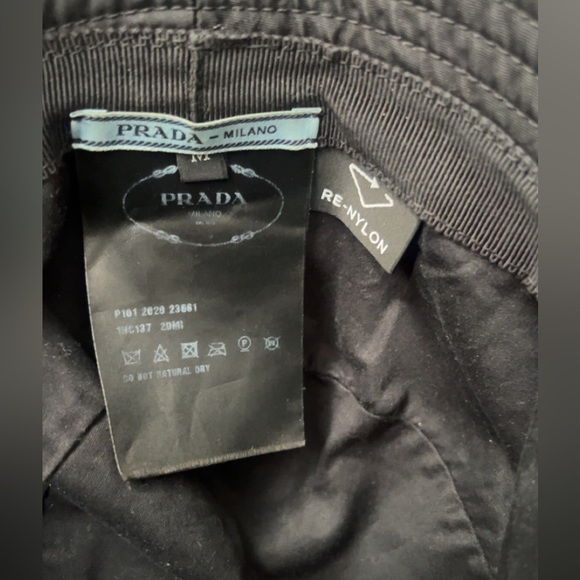 PRADA - MILANO
M
PRADA
MILANO
RE-NYLON
P101 2020 23661
1HC137 2DMG
P
DO NOT NATURAL DRY